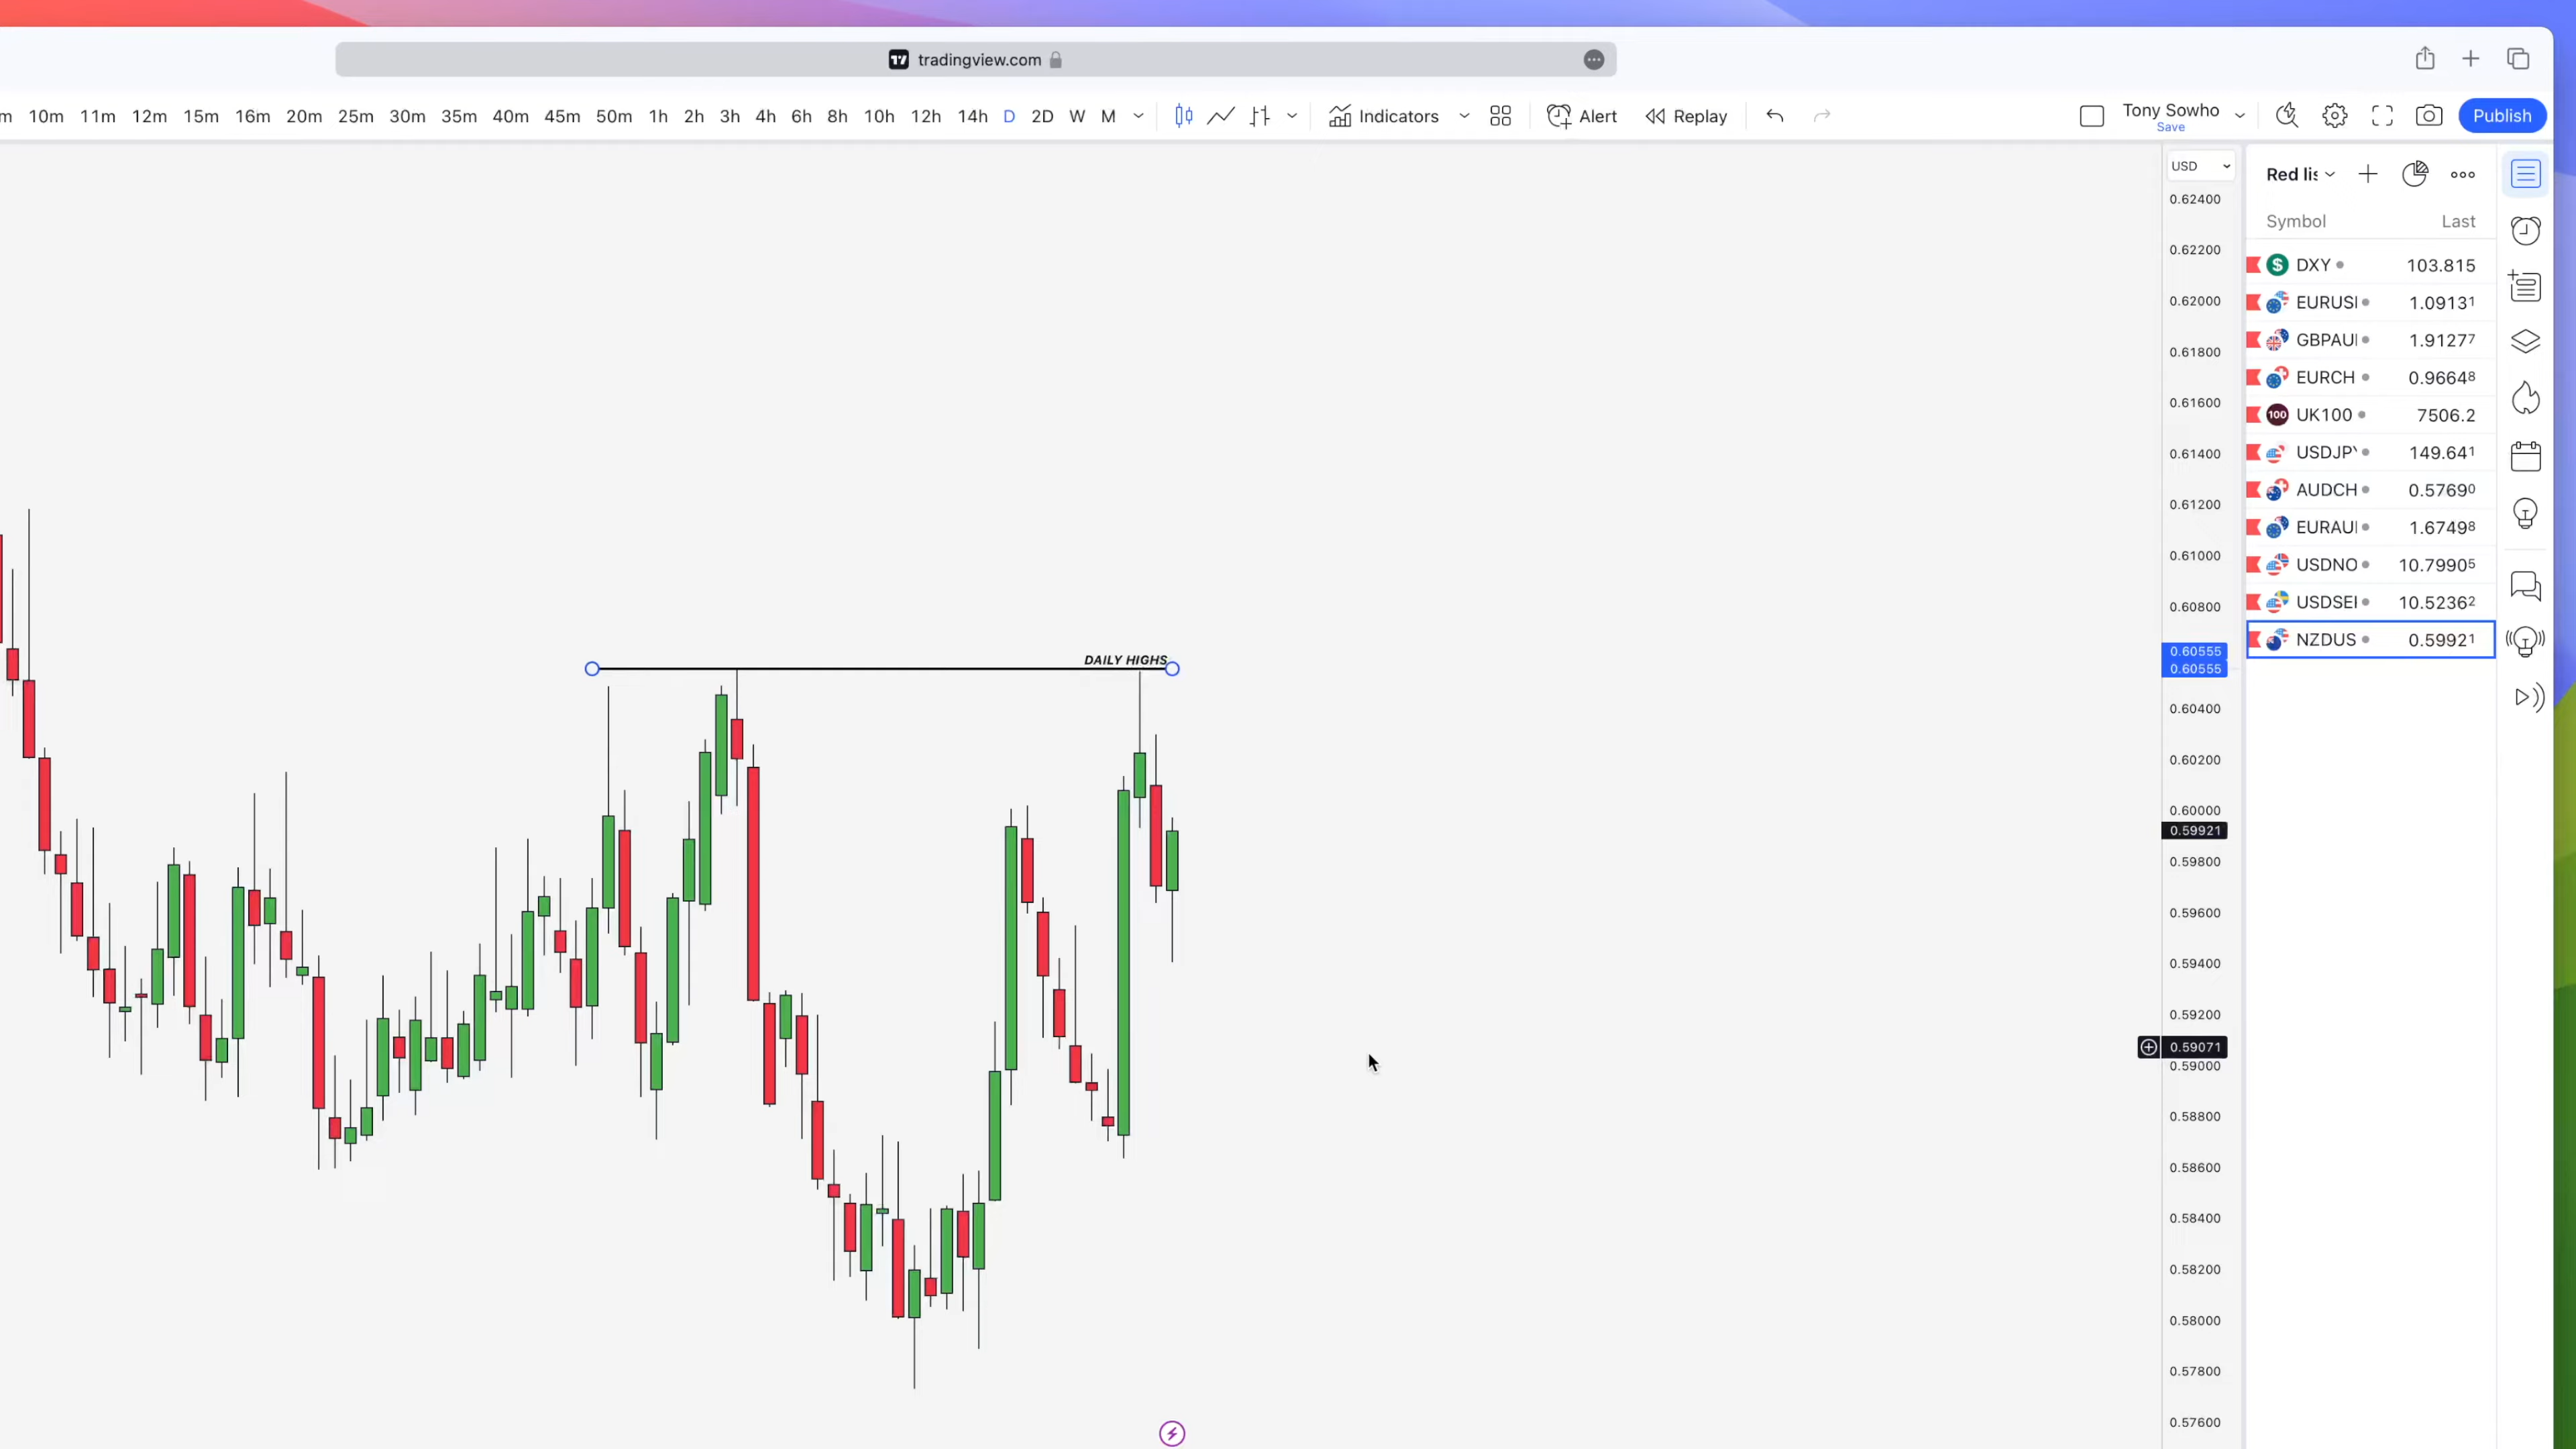 tradingview.com
m 10m 11m 12m 15m 16m 20m 25m 30m 35m 40m 45m 50m 1h 2h 3h 4h 6h 8h 10h 12h 14h D 2D W M Indicators Alert Replay Tony Sowho Publish
Save
USD
0.62400
0.62200
0.62000
0.61800
0.61600
0.61400
0.61200
0.61000
0.60800
0.60555
0.60555
0.60400
0.60200
0.60000
0.59921
0.59800
0.59600
0.59400
0.59200
0.59071
0.59000
0.58800
0.58600
0.58400
0.58200
0.58000
0.57800
0.57600
DAILY HIGHS
Red lis
Symbol Last
DXY 103.815
EURUSI 1.09131
GBPAUI 1.91277
EURCH 0.96648
100 UK100 7506.2
USDJPY 149.641
AUDCH 0.57690
EURAUI 1.67498
USDNO 10.79905
USDSEI 10.52362
NZDUS 0.59921